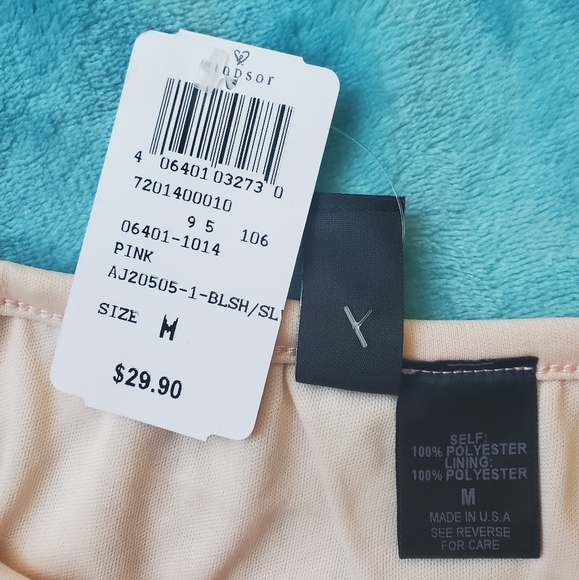 windsor
4 06401 03273 0
7201400010
9 5 106
06401-1014
PINK
AJ20505-1-BLSH/SL
SIZE M
$29.90
SELF:
100% POLYESTER
LINING:
100% POLYESTER
M
MADE IN U.S.A
SEE REVERSE
FOR CARE